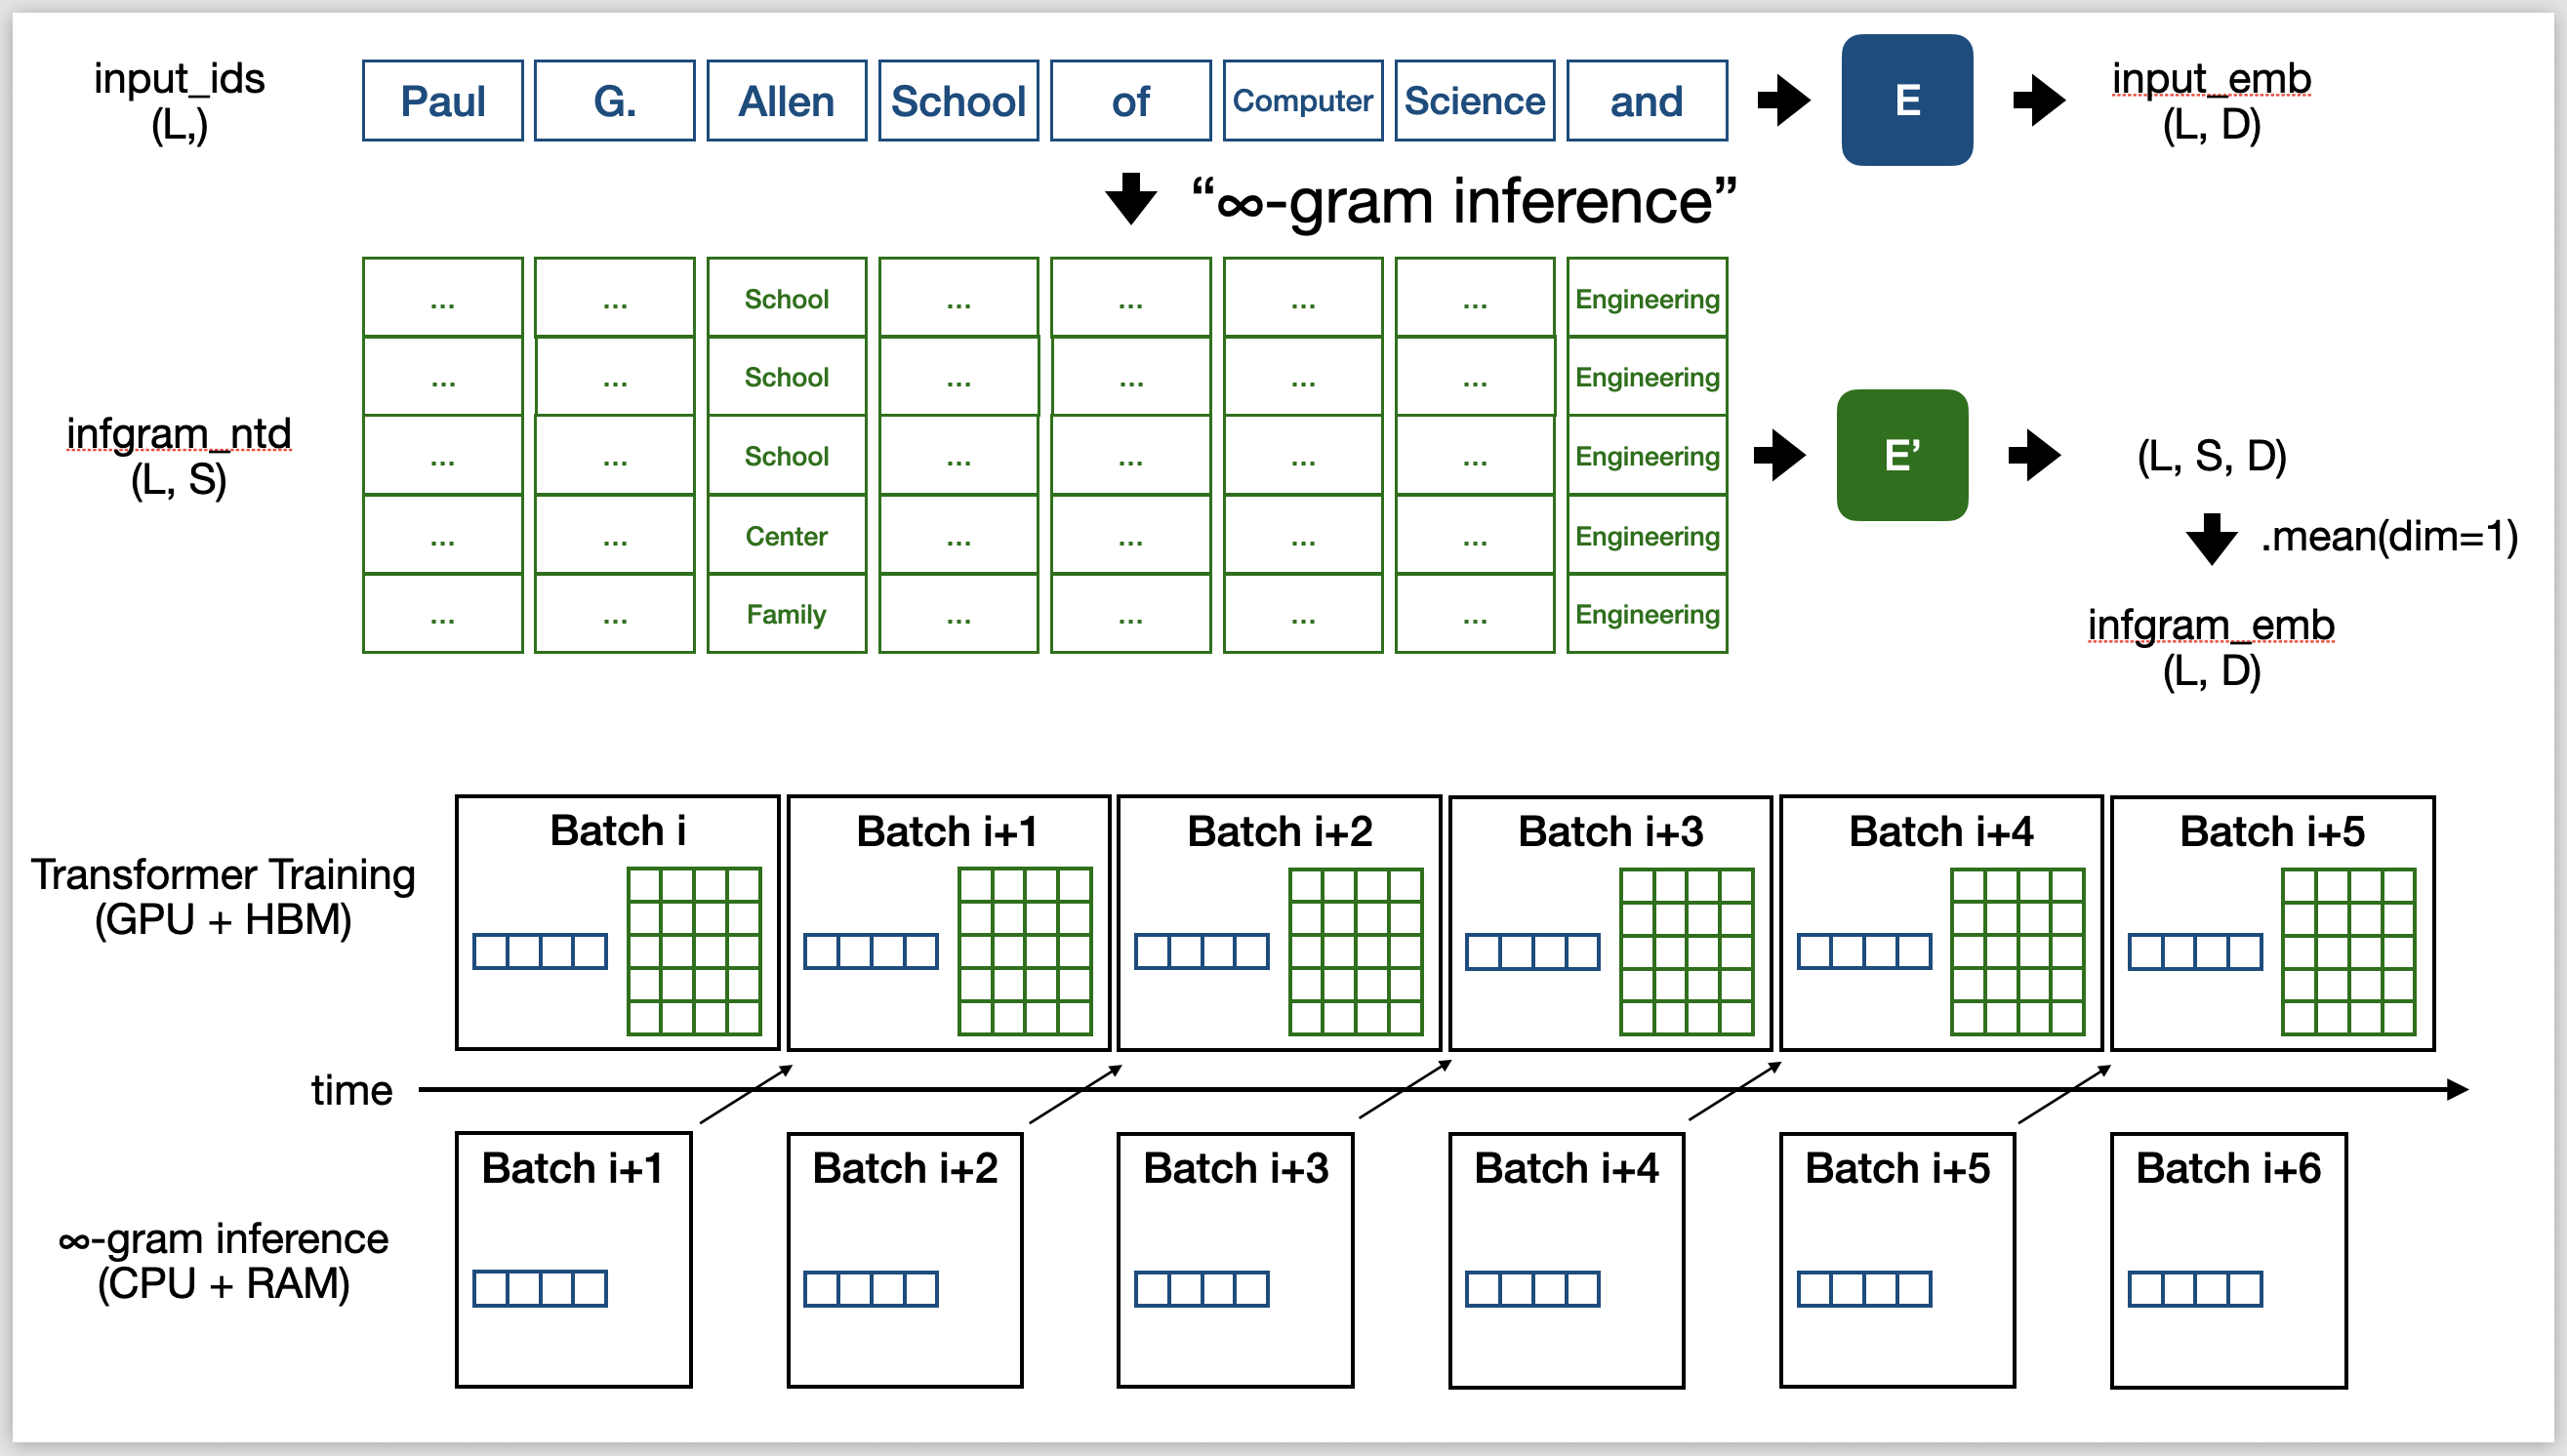 input_ids
(L,)
Paul G. Allen School of Computer Science and
E
input_emb
(L, D)
“∞-gram inference”
... ... School ... ... ... ... Engineering
... ... School ... ... ... ... Engineering
infgram_ntd
(L, S)
... ... School ... ... ... ... Engineering
E’
(L, S, D)
... ... Center ... ... ... ... Engineering
.mean(dim=1)
... ... Family ... ... ... ... Engineering
infgram_emb
(L, D)
Transformer Training
(GPU + HBM)
Batch i
Batch i+1
Batch i+2
Batch i+3
Batch i+4
Batch i+5
time
∞-gram inference
(CPU + RAM)
Batch i+1
Batch i+2
Batch i+3
Batch i+4
Batch i+5
Batch i+6